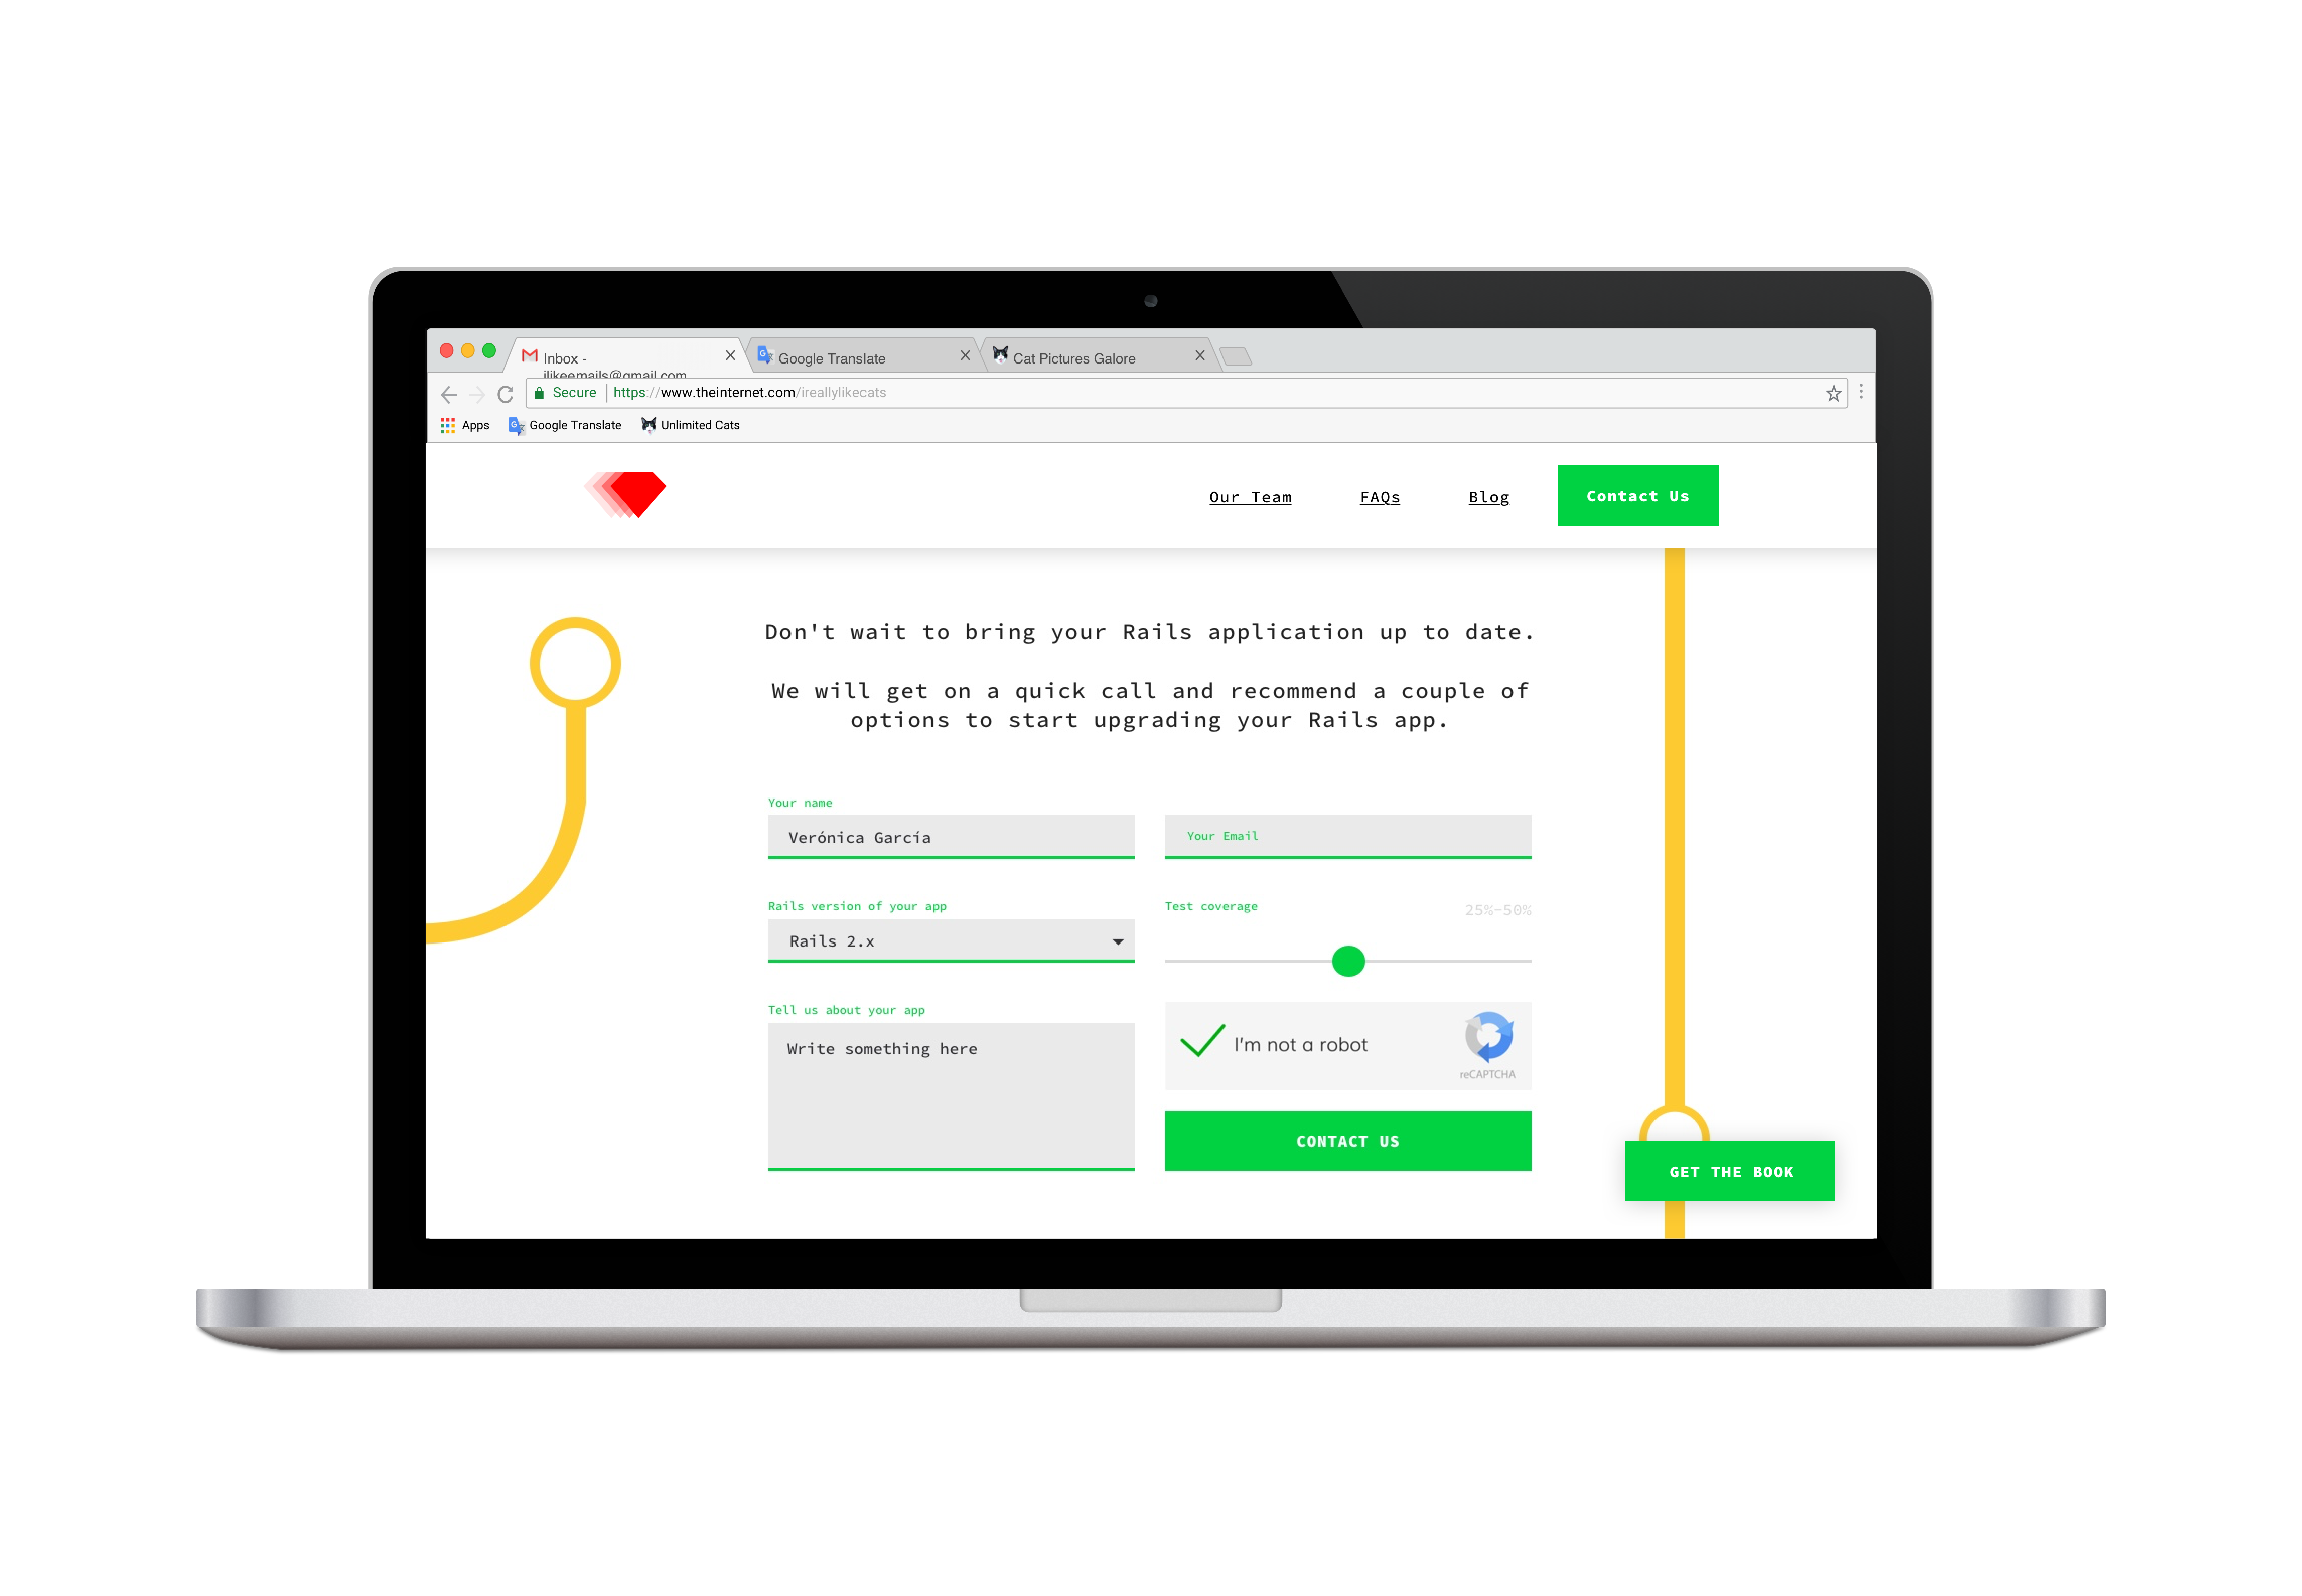 Inbox -
ilikeemails@gmail.com
Google Translate
Cat Pictures Galore
Secure https://www.theinternet.com/ireallylikecats
Apps Google Translate Unlimited Cats
Our Team FAQs Blog Contact Us
Don't wait to bring your Rails application up to date.
We will get on a quick call and recommend a couple of
options to start upgrading your Rails app.
Your name
Verónica García
Your Email
Rails version of your app
Rails 2.x
Test coverage 25%-50%
Tell us about your app
Write something here
I'm not a robot
reCAPTCHA
CONTACT US
GET THE BOOK